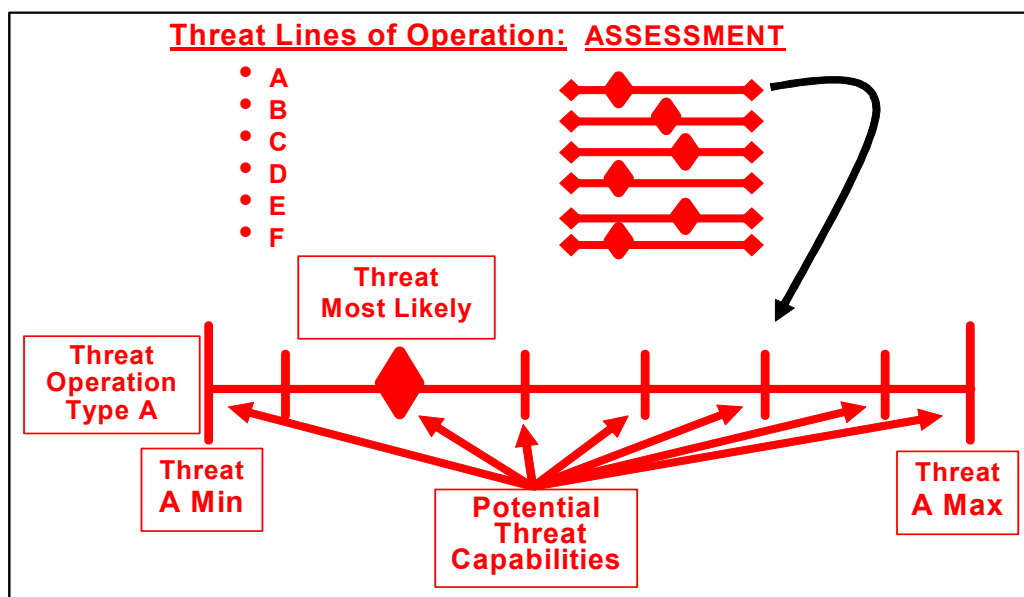 Threat Lines of Operation: ASSESSMENT
• A
• B
• C
• D
• E
• F
Threat
Most Likely
Threat
Operation
Type A
Threat
A Min
Potential
Threat
Capabilities
Threat
A Max